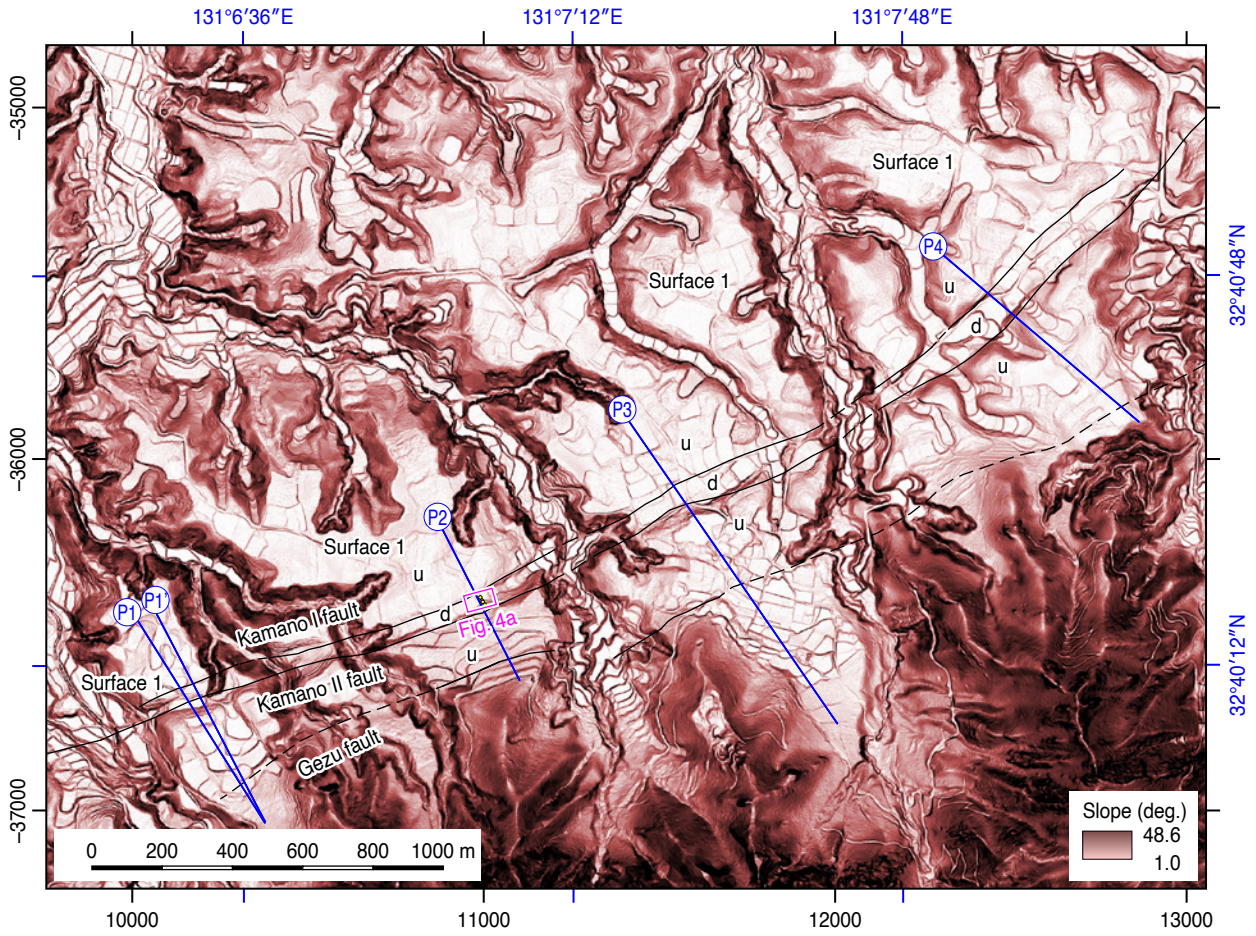 131°6′36″E 131°7′12″E 131°7′48″E
−35000
Surface 1
P4
32°40′48″N
u
Surface 1
d
u
P3
−36000
u
d
P2
u
Surface 1
u
P1 P1′
Kamano I fault
d
Fig. 4a
u
32°40′12″N
Surface 1
Kamano II fault
Gezu fault
−37000
Slope (deg.)
48.6
1.0
0 200 400 600 800 1000 m
10000 11000 12000 13000